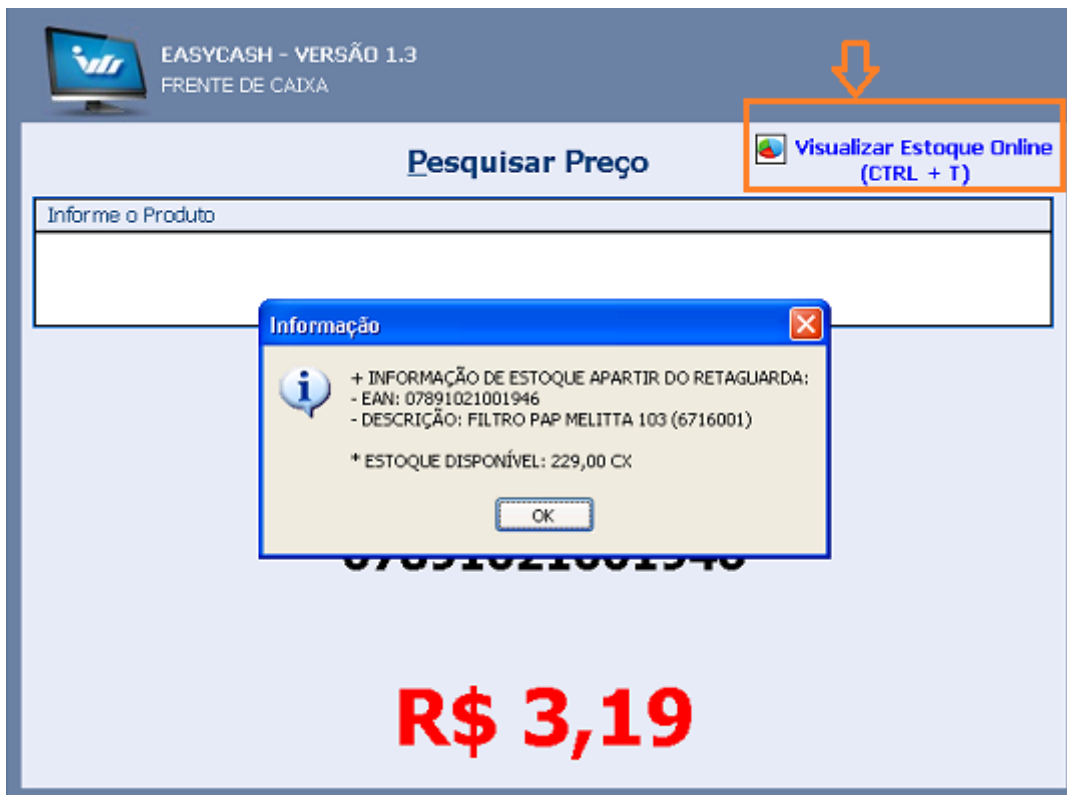 EASYCASH - VERSÃO 1.3
FRENTE DE CAIXA
Pesquisar Preço
Visualizar Estoque Online
(CTRL + T)
Informe o Produto
Informação
+ INFORMAÇÃO DE ESTOQUE APARTIR DO RETAGUARDA:
- EAN: 07891021001946
- DESCRIÇÃO: FILTRO PAP MELITTA 103 (6716001)
* ESTOQUE DISPONÍVEL: 229,00 CX
OK
07891021001946
R$ 3,19